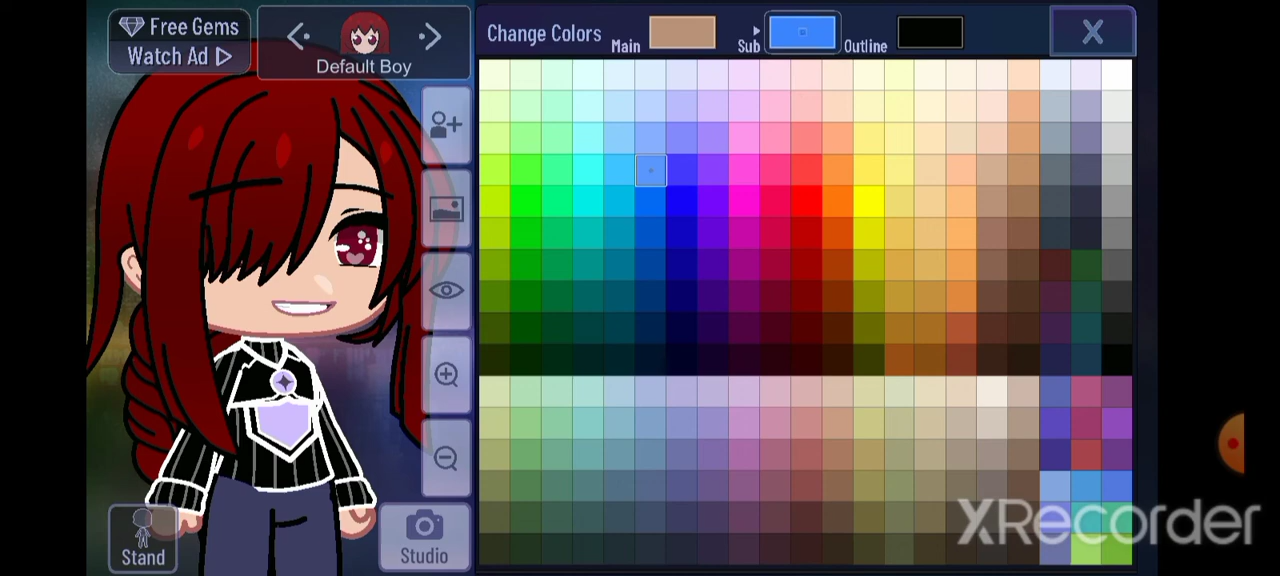 Free Gems
Watch Ad
Default Boy
Change Colors
Main
Sub
Outline
X
Stand
Studio
XRecorder